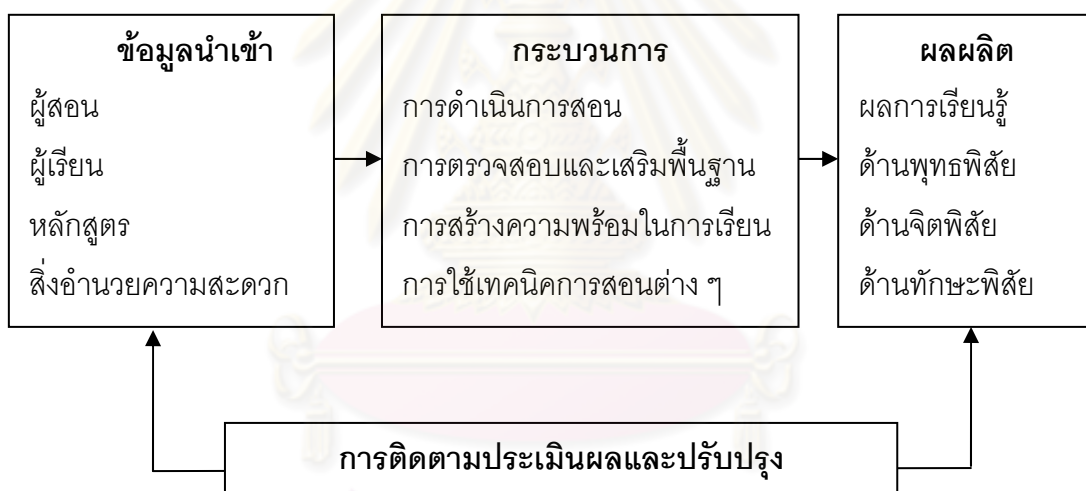 ข้อมูลนำเข้า
ผู้สอน
ผู้เรียน
หลักสูตร
สิ่งอำนวยความสะดวก
กระบวนการ
การดำเนินการสอน
การตรวจสอบและเสริมพื้นฐาน
การสร้างความพร้อมในการเรียน
การใช้เทคนิคการสอนต่าง ๆ
ผลผลิต
ผลการเรียนรู้
ด้านพุทธพิสัย
ด้านจิตพิสัย
ด้านทักษะพิสัย
การติดตามประเมินผลและปรับปรุง